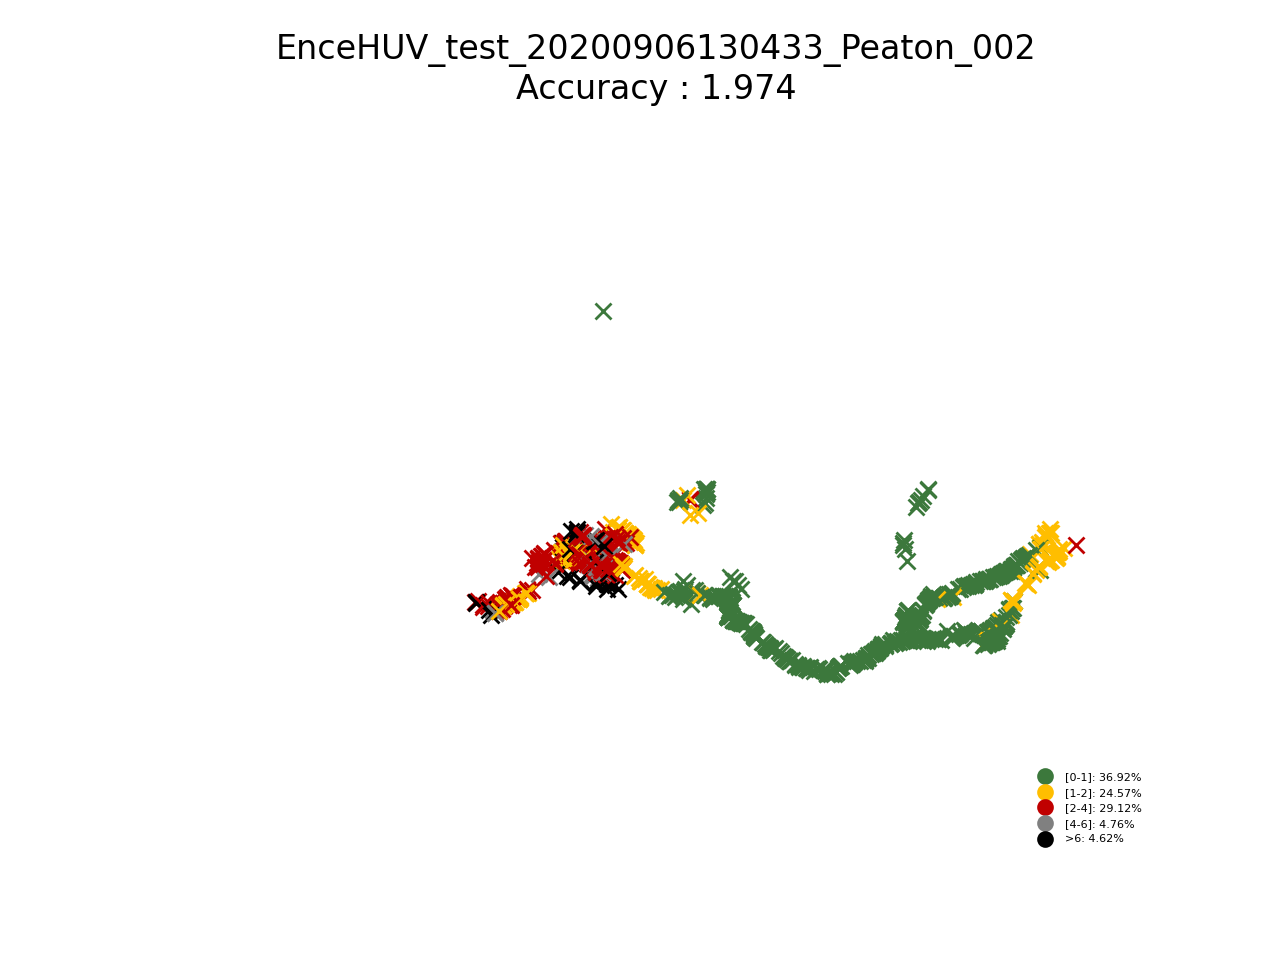 EnceHUV_test_20200906130433_Peaton_002
Accuracy : 1.974
[0-1]: 36.92%
[1-2]: 24.57%
[2-4]: 29.12%
[4-6]: 4.76%
>6: 4.62%